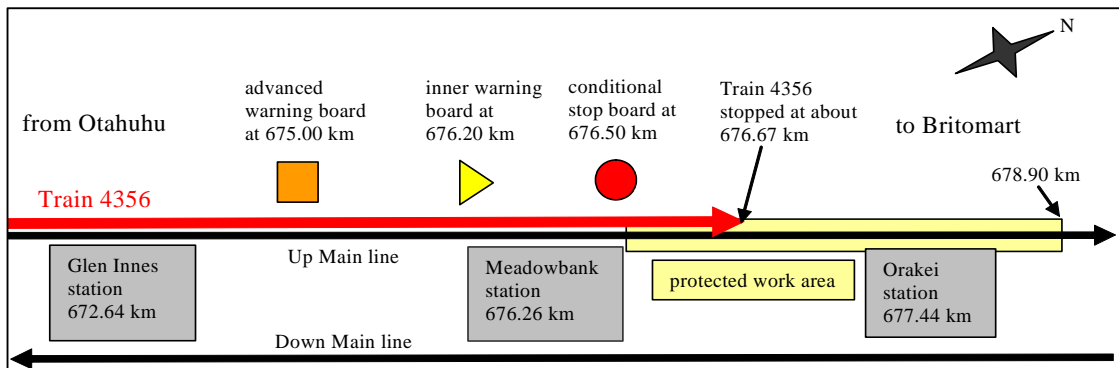 N
from Otahuhu
advanced
warning board
at 675.00 km
inner warning
board at
676.20 km
conditional
stop board at
676.50 km
Train 4356
stopped at about
676.67 km
to Britomart
678.90 km
Train 4356
Up Main line
Glen Innes
station
672.64 km
Meadowbank
station
676.26 km
protected work area
Orakei
station
677.44 km
Down Main line